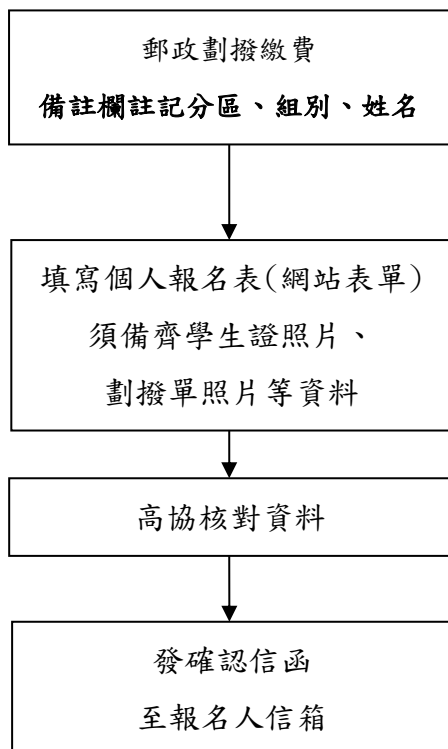 郵政劃撥繳費
備註欄註記分區、組別、姓名
填寫個人報名表(網站表單)
須備齊學生證照片、
劃撥單照片等資料
高協核對資料
發確認信函
至報名人信箱